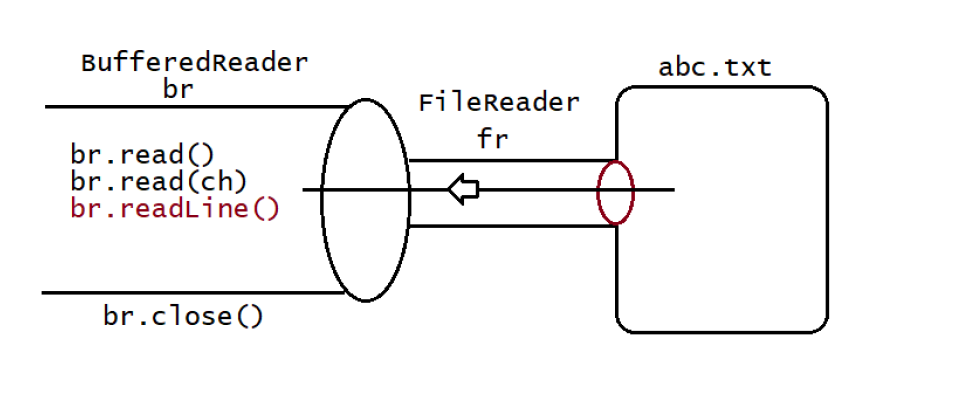 BufferedReader
br
br.read()
br.read(ch)
br.readLine()
br.close()
FileReader
fr
abc.txt